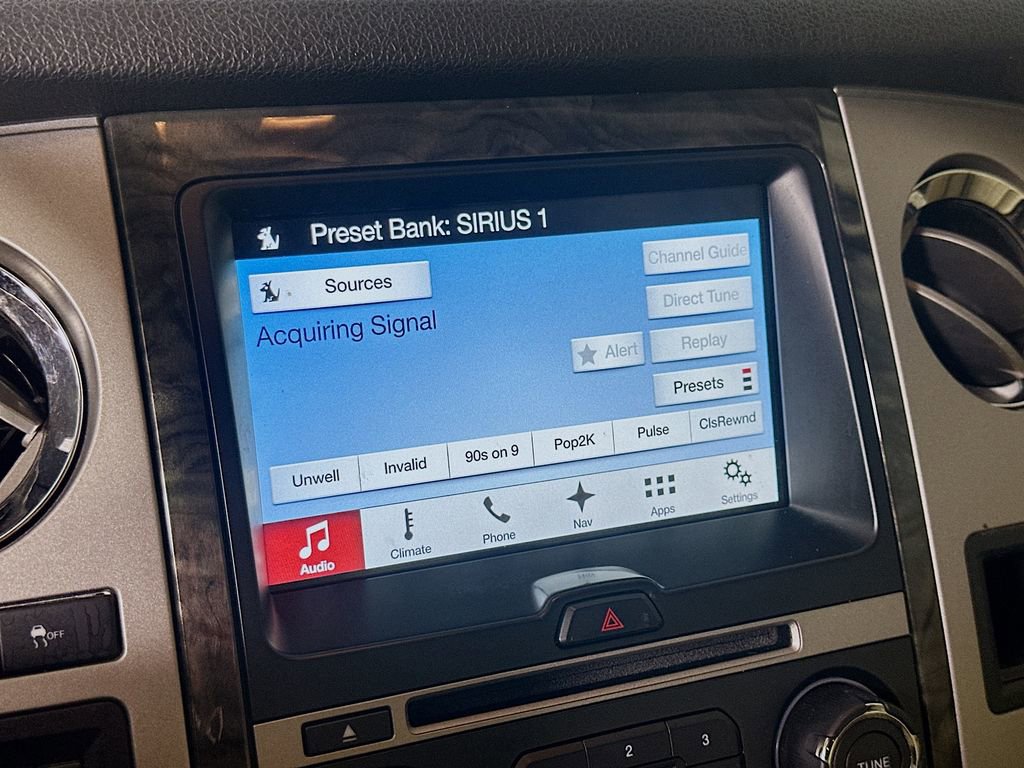 Preset Bank: SIRIUS 1
Sources
Channel Guide
Acquiring Signal
Direct Tune
Alert
Replay
Presets
Unwell
Invalid
90s on 9
Pop2K
Pulse
ClsRewnd
Audio
Climate
Phone
Nav
Apps
Settings
OFF
2
3
TUNE